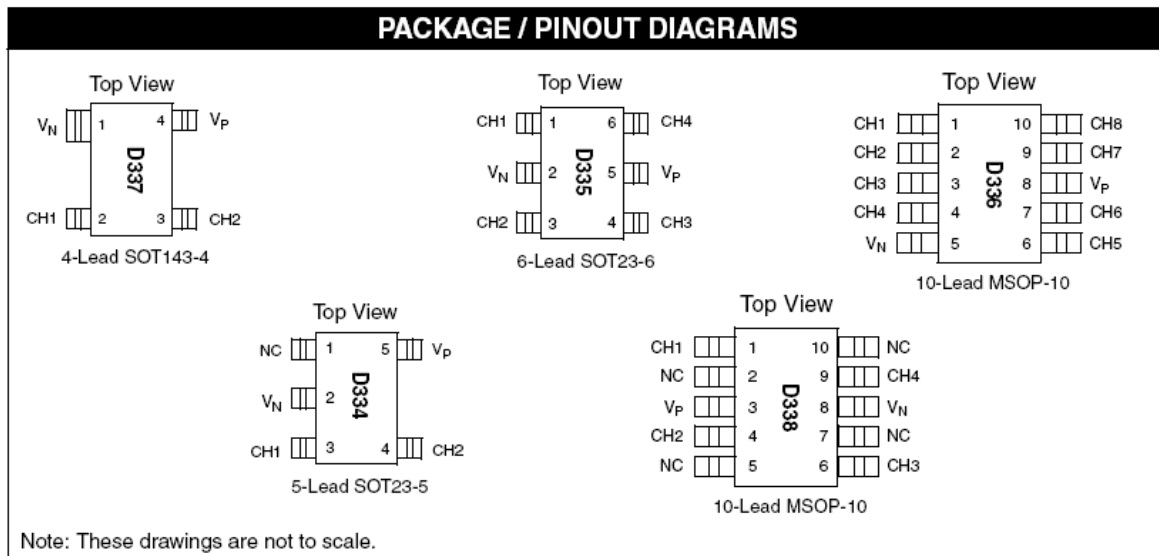 PACKAGE / PINOUT DIAGRAMS
Top View
VN 1 4 VP
D337
CH1 2 3 CH2
4-Lead SOT143-4
Top View
CH1 1 6 CH4
VN 2 5 VP
D335
CH2 3 4 CH3
6-Lead SOT23-6
Top View
CH1 1 10 CH8
CH2 2 9 CH7
CH3 3 8 VP
D336
CH4 4 7 CH6
VN 5 6 CH5
10-Lead MSOP-10
Top View
NC 1 5 VP
VN 2
D334
CH1 3 4 CH2
5-Lead SOT23-5
Top View
CH1 1 10 NC
NC 2 9 CH4
VP 3 8 VN
D338
CH2 4 7 NC
NC 5 6 CH3
10-Lead MSOP-10
Note: These drawings are not to scale.